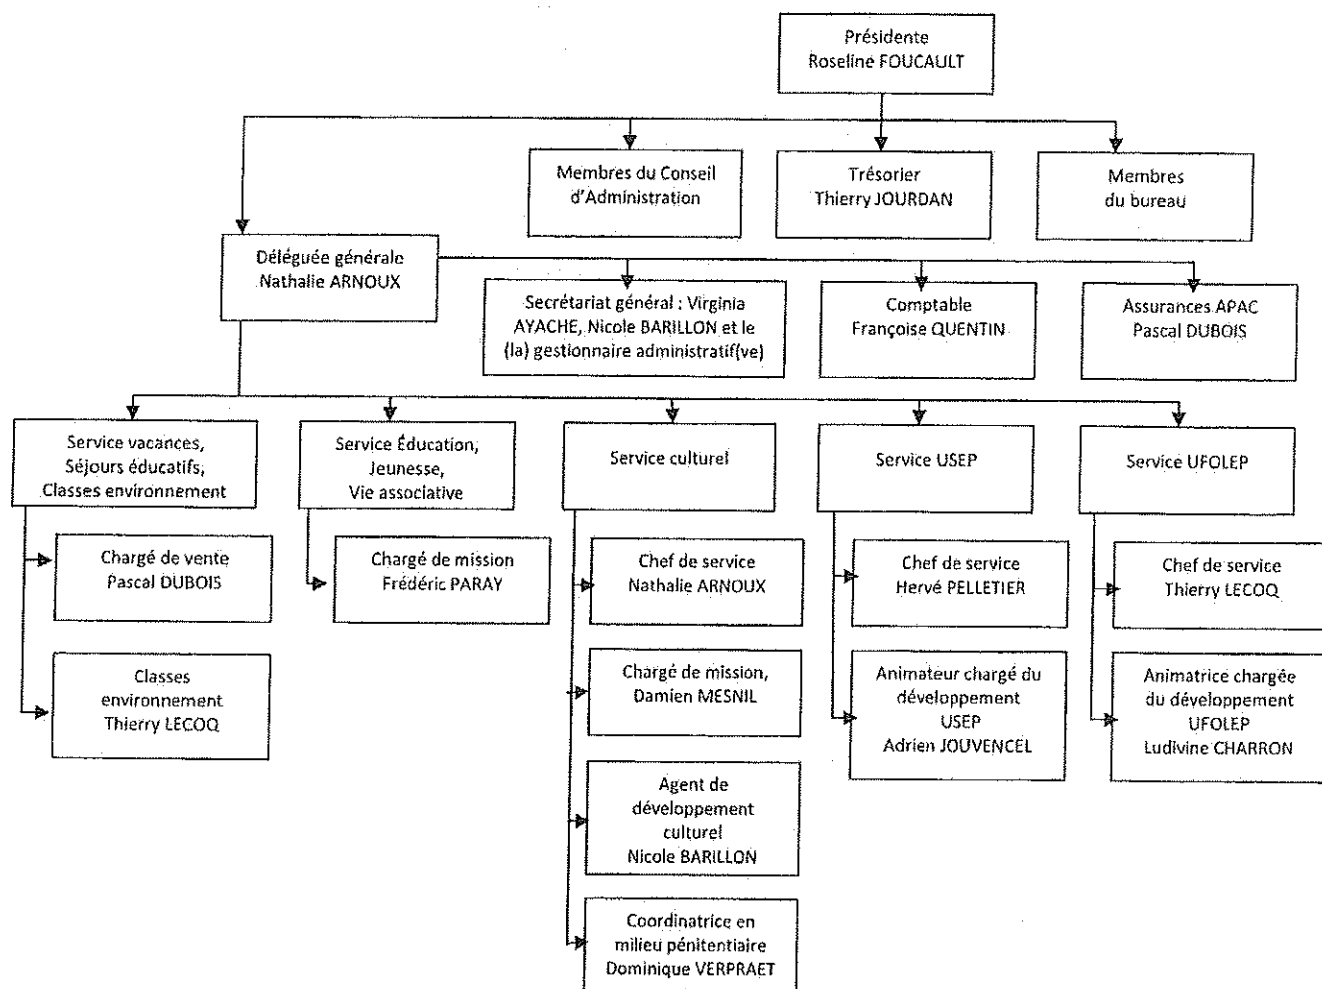 Présidente
Roseline FOUCAULT
Membres du Conseil
d'Administration
Trésorier
Thierry JOURDAN
Membres
du bureau
Déléguée générale
Nathalie ARNOUX
Secrétariat général : Virginia
AYACHE, Nicole BARILLON et le
(la) gestionnaire administratif(ve)
Comptable
Françoise QUENTIN
Assurances APAC
Pascal DUBOIS
Service vacances,
Séjours éducatifs,
Classes environnement
Service Éducation,
Jeunesse,
Vie associative
Service culturel
Service USEP
Service UFOLEP
Chargé de vente
Pascal DUBOIS
Classes
environnement
Thierry LECOQ
Chargé de mission
Frédéric PARAY
Chef de service
Nathalie ARNOUX
Chargé de mission,
Damien MESNIL
Agent de
développement
culturel
Nicole BARILLON
Coordinatrice en
milieu pénitentiaire
Dominique VERPRAET
Chef de service
Hervé PELLETIER
Animateur chargé du
développement
USEP
Adrien JOUVENCEL
Chef de service
Thierry LECOQ
Animatrice chargée
du développement
UFOLEP
Ludivine CHARRON